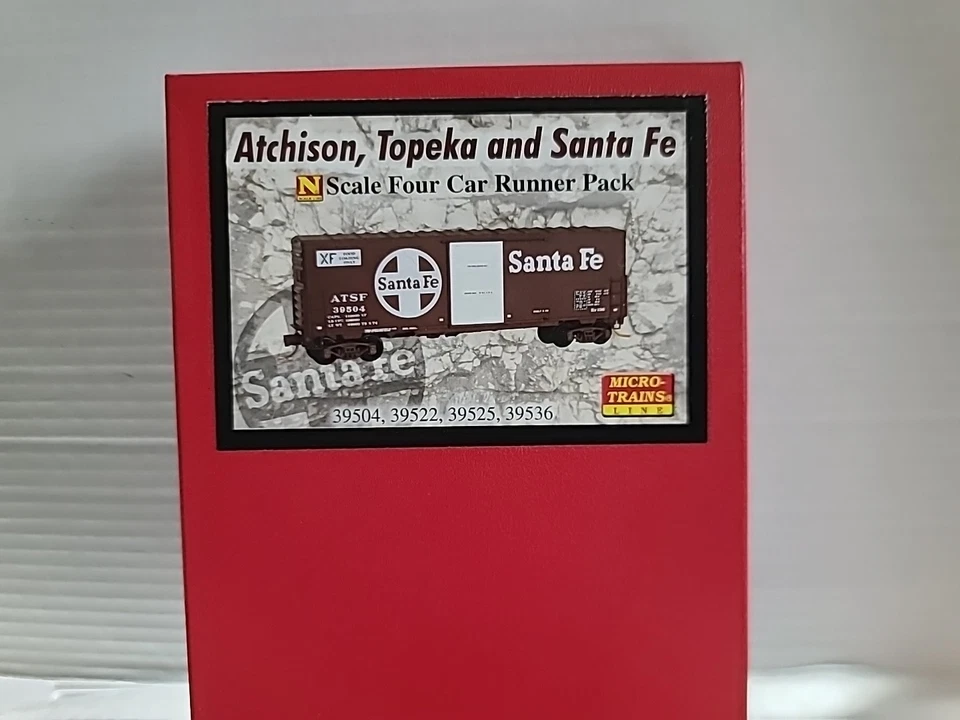 Atchison, Topeka and Santa Fe
N Scale Four Car Runner Pack
XF
Santa Fe
Santa Fe
ATSF
39504
Santa Fe
MICRO-
TRAINS®
LINE
39504, 39522, 39525, 39536